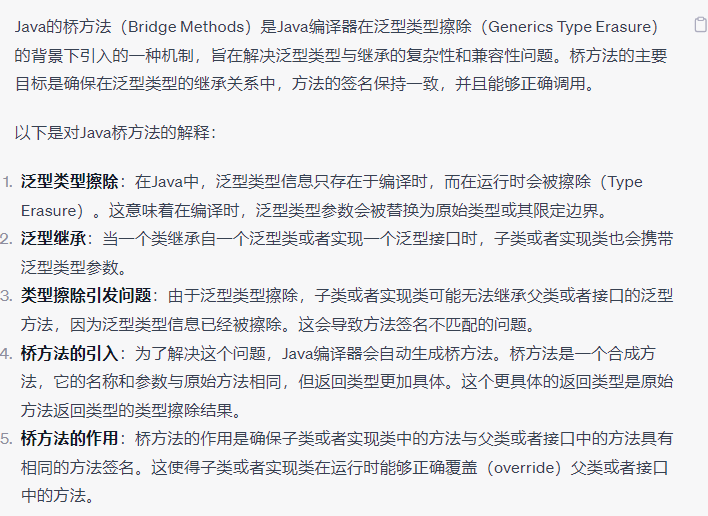 Java的桥方法（Bridge Methods）是Java编译器在泛型类型擦除（Generics Type Erasure）
的背景下引入的一种机制，旨在解决泛型类型与继承的复杂性和兼容性问题。桥方法的主要
目标是确保在泛型类型的继承关系中，方法的签名保持一致，并且能够正确调用。
以下是对Java桥方法的解释：
1. 泛型类型擦除：在Java中，泛型类型信息只存在于编译时，而在运行时会被擦除（Type
Erasure）。这意味着在编译时，泛型类型参数会被替换为原始类型或其限定边界。
2. 泛型继承：当一个类继承自一个泛型类或者实现一个泛型接口时，子类或者实现类也会携带
泛型类型参数。
3. 类型擦除引发问题：由于泛型类型擦除，子类或者实现类可能无法继承父类或者接口的泛型
方法，因为泛型类型信息已经被擦除。这会导致方法签名不匹配的问题。
4. 桥方法的引入：为了解决这个问题，Java编译器会自动生成桥方法。桥方法是一个合成方
法，它的名称和参数与原始方法相同，但返回类型更加具体。这个更具体的返回类型是原始
方法返回类型的类型擦除结果。
5. 桥方法的作用：桥方法的作用是确保子类或者实现类中的方法与父类或者接口中的方法具有
相同的方法签名。这使得子类或者实现类在运行时能够正确覆盖（override）父类或者接口
中的方法。